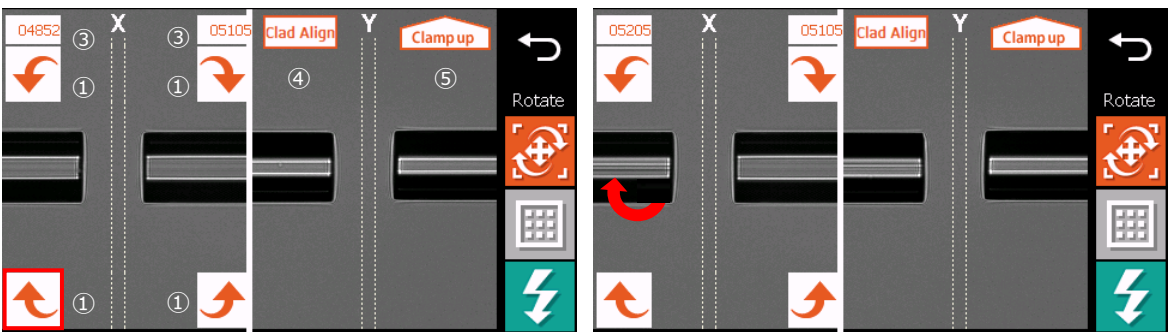 04852 ③ X ③ 05105 Clad Align Y Clamp up
① ① ④ ⑤
Rotate
① ①
05205 X 05105 Clad Align Y Clamp up
Rotate